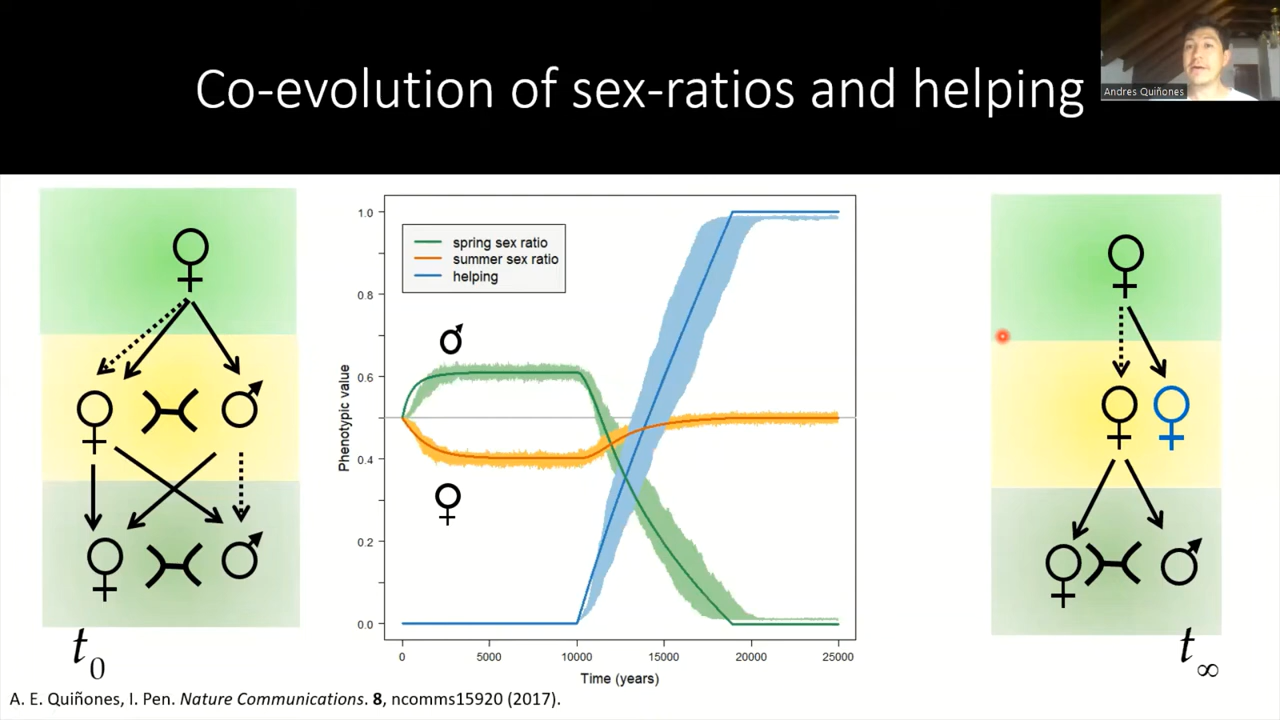 Co-evolution of sex-ratios and helping
Andres Quiñones
spring sex ratio
summer sex ratio
helping
Phenotypic value
1.0
0.8
0.6
0.4
0.2
0.0
0 5000 10000 15000 20000 25000
Time (years)
t0
t∞
A. E. Quiñones, I. Pen. Nature Communications. 8, ncomms15920 (2017).